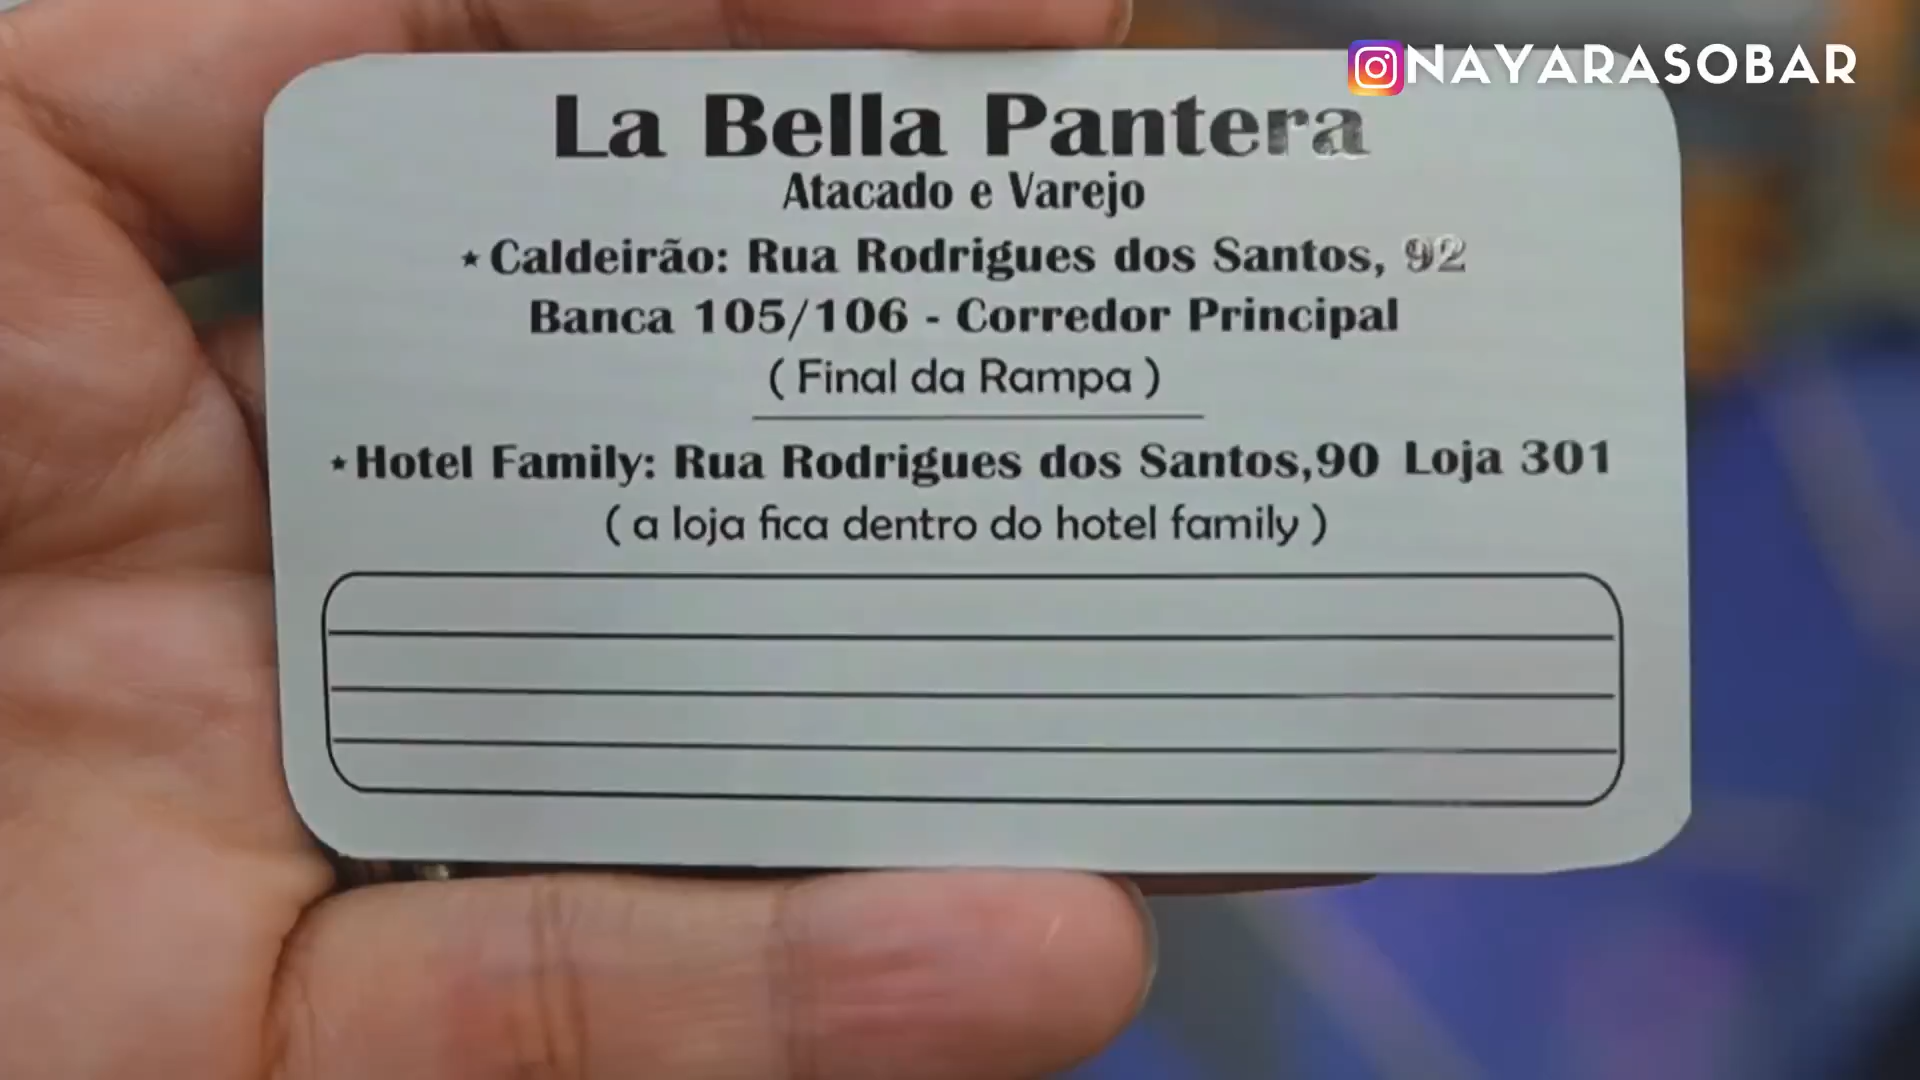 NAYARASOBAR
La Bella Pantera
Atacado e Varejo
★ Caldeirão: Rua Rodrigues dos Santos, 92
Banca 105/106 - Corredor Principal
( Final da Rampa )
★ Hotel Family: Rua Rodrigues dos Santos,90 Loja 301
( a loja fica dentro do hotel family )